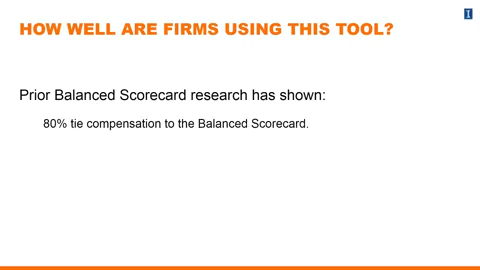 HOW WELL ARE FIRMS USING THIS TOOL?
I
Prior Balanced Scorecard research has shown:
80% tie compensation to the Balanced Scorecard.